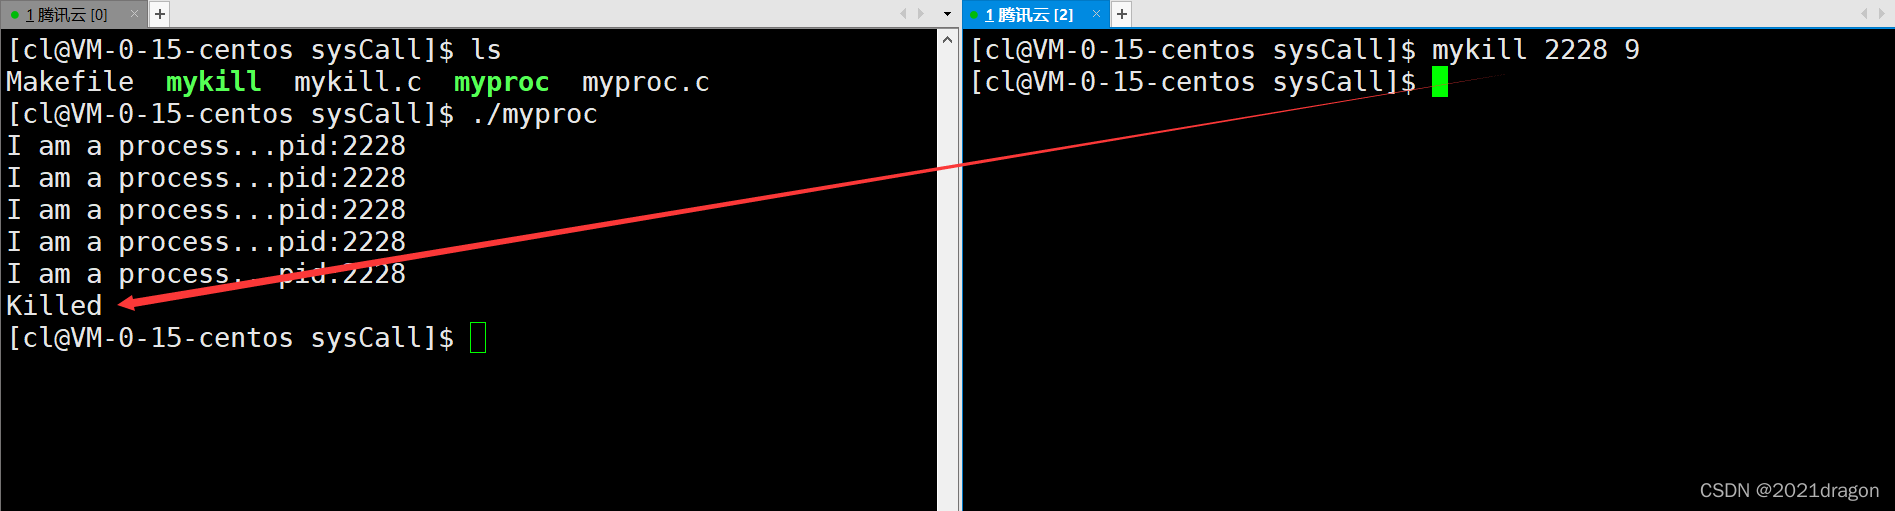 1 腾讯云 [0]
[cl@VM-0-15-centos sysCall]$ ls
Makefile  mykill  mykill.c  myproc  myproc.c
[cl@VM-0-15-centos sysCall]$ ./myproc
I am a process...pid:2228
I am a process...pid:2228
I am a process...pid:2228
I am a process...pid:2228
I am a process...pid:2228
Killed
[cl@VM-0-15-centos sysCall]$
1 腾讯云 [2]
[cl@VM-0-15-centos sysCall]$ mykill 2228 9
[cl@VM-0-15-centos sysCall]$
CSDN @2021dragon